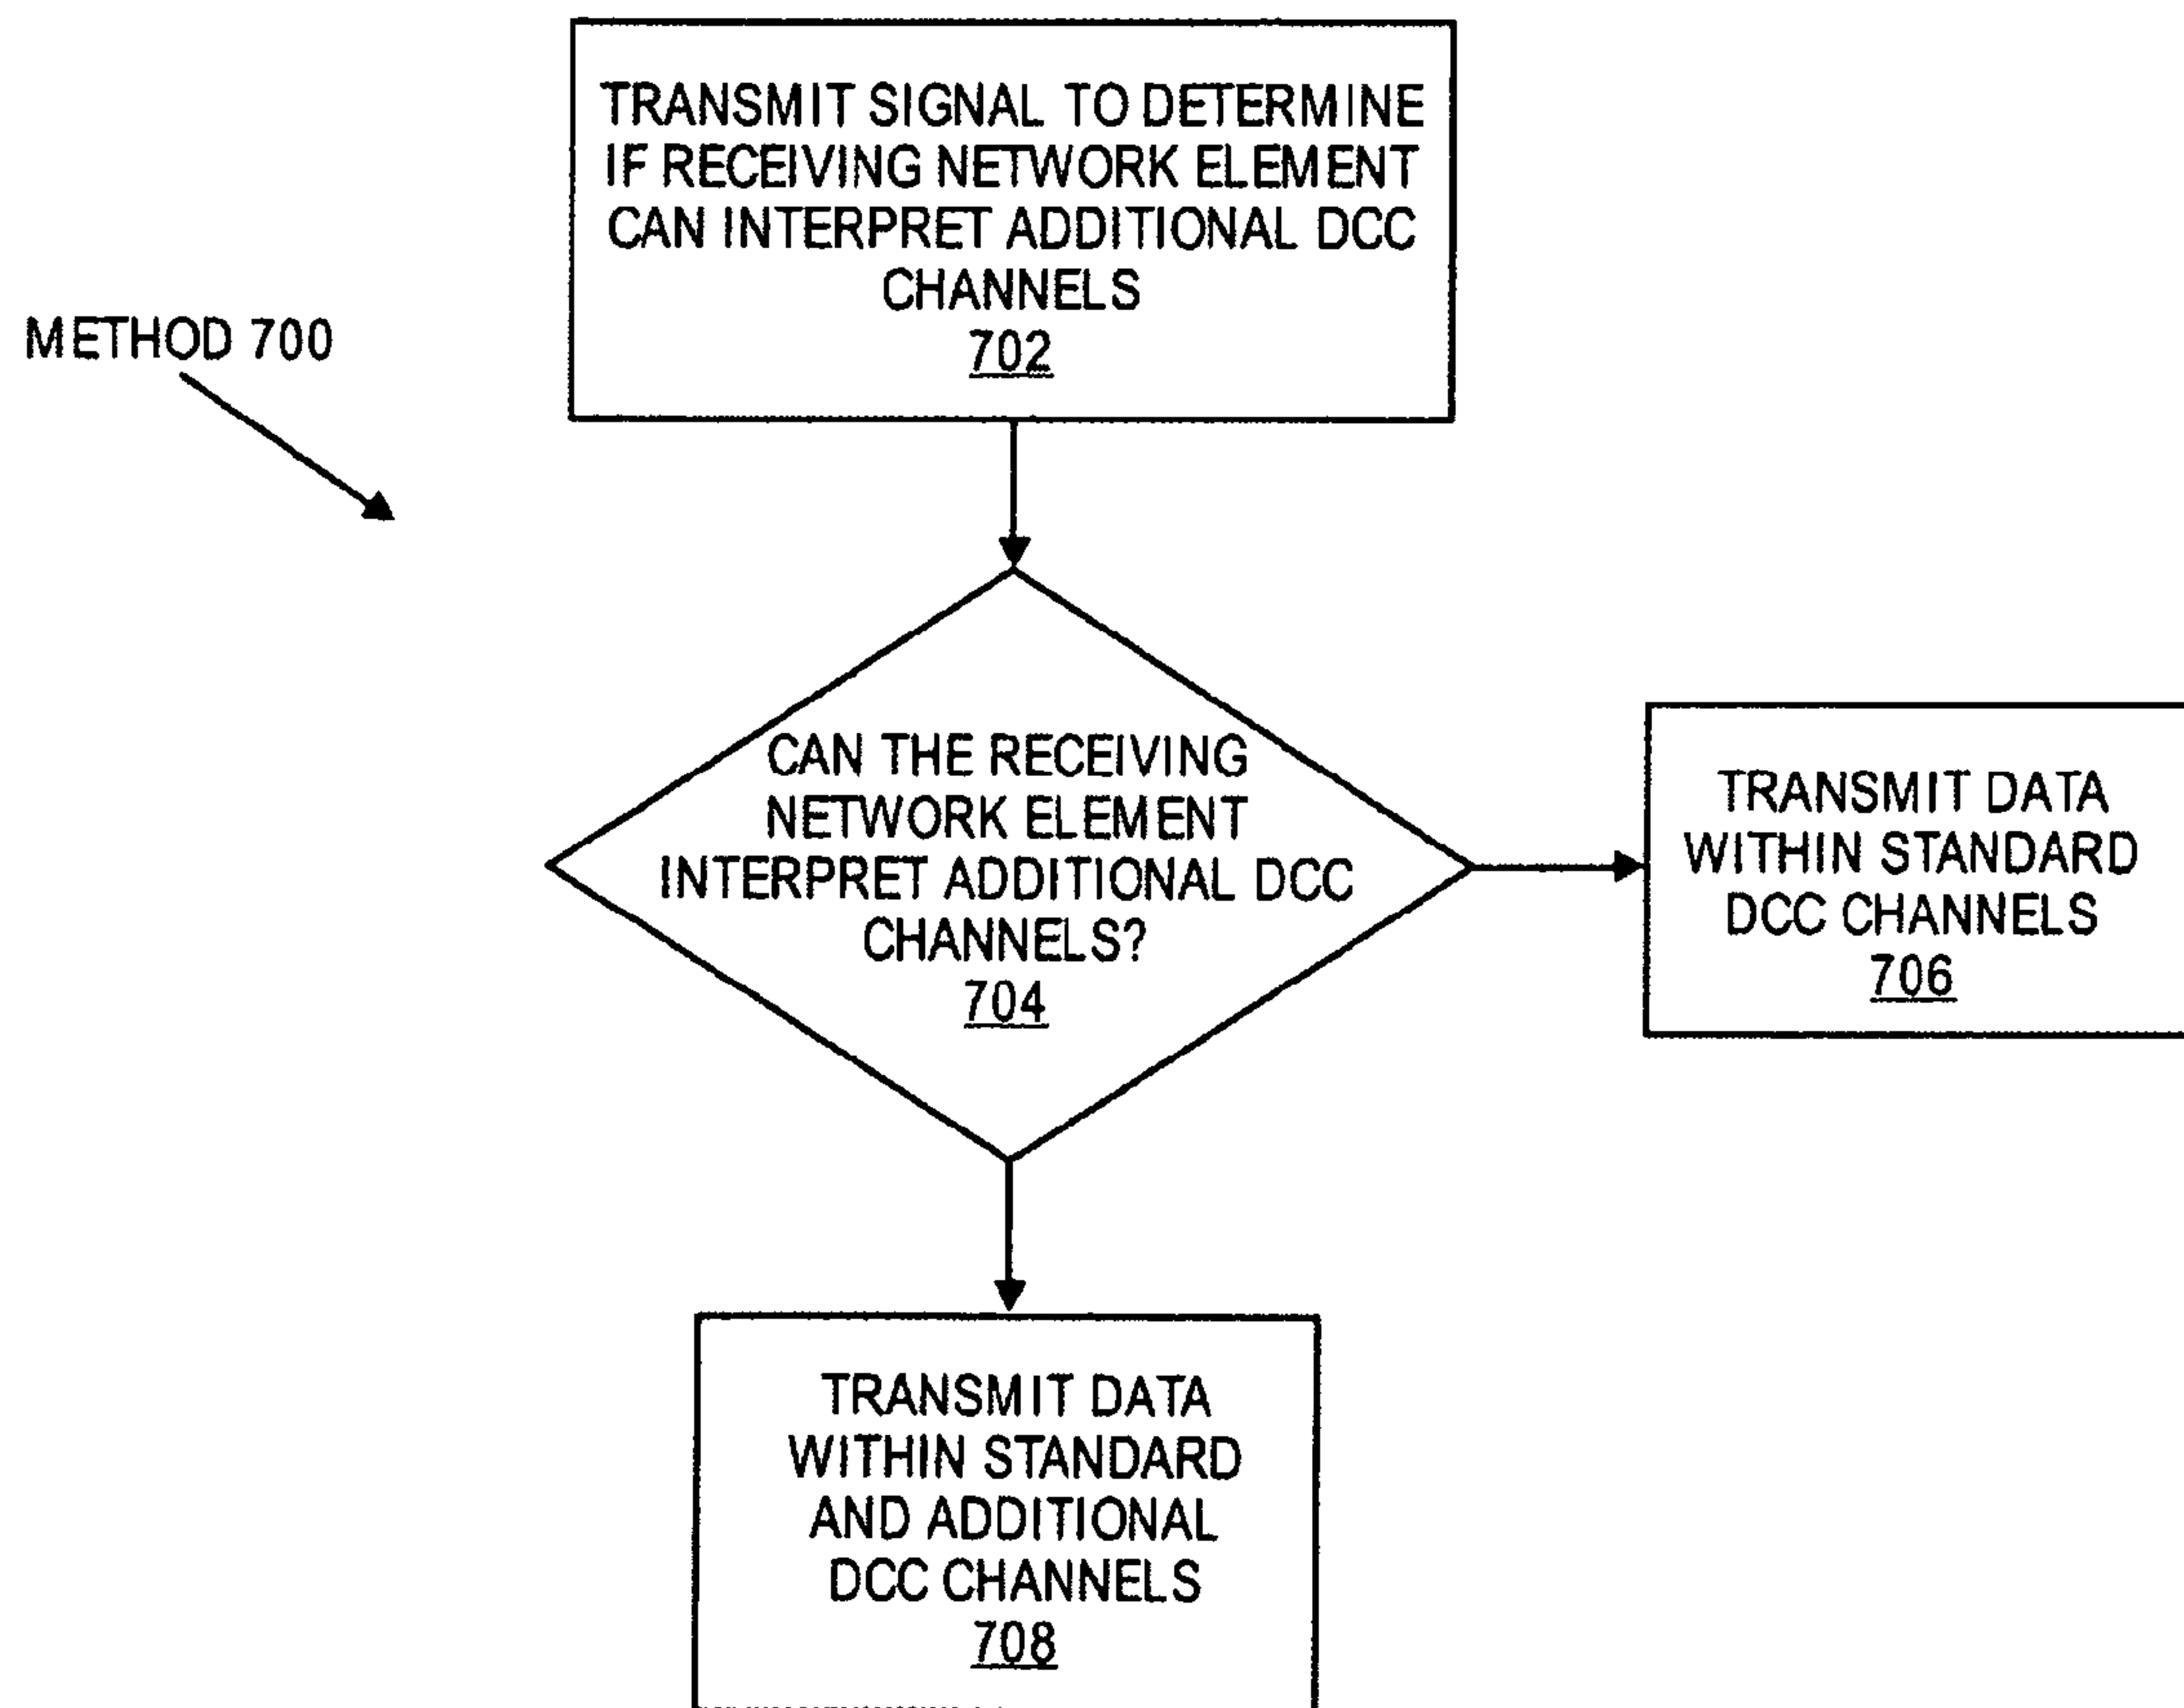 TRANSMIT SIGNAL TO DETERMINE
IF RECEIVING NETWORK ELEMENT
CAN INTERPRET ADDITIONAL DCC
CHANNELS
702
METHOD 700
CAN THE RECEIVING
NETWORK ELEMENT
INTERPRET ADDITIONAL DCC
CHANNELS?
704
TRANSMIT DATA
WITHIN STANDARD
DCC CHANNELS
706
TRANSMIT DATA
WITHIN STANDARD
AND ADDITIONAL
DCC CHANNELS
708